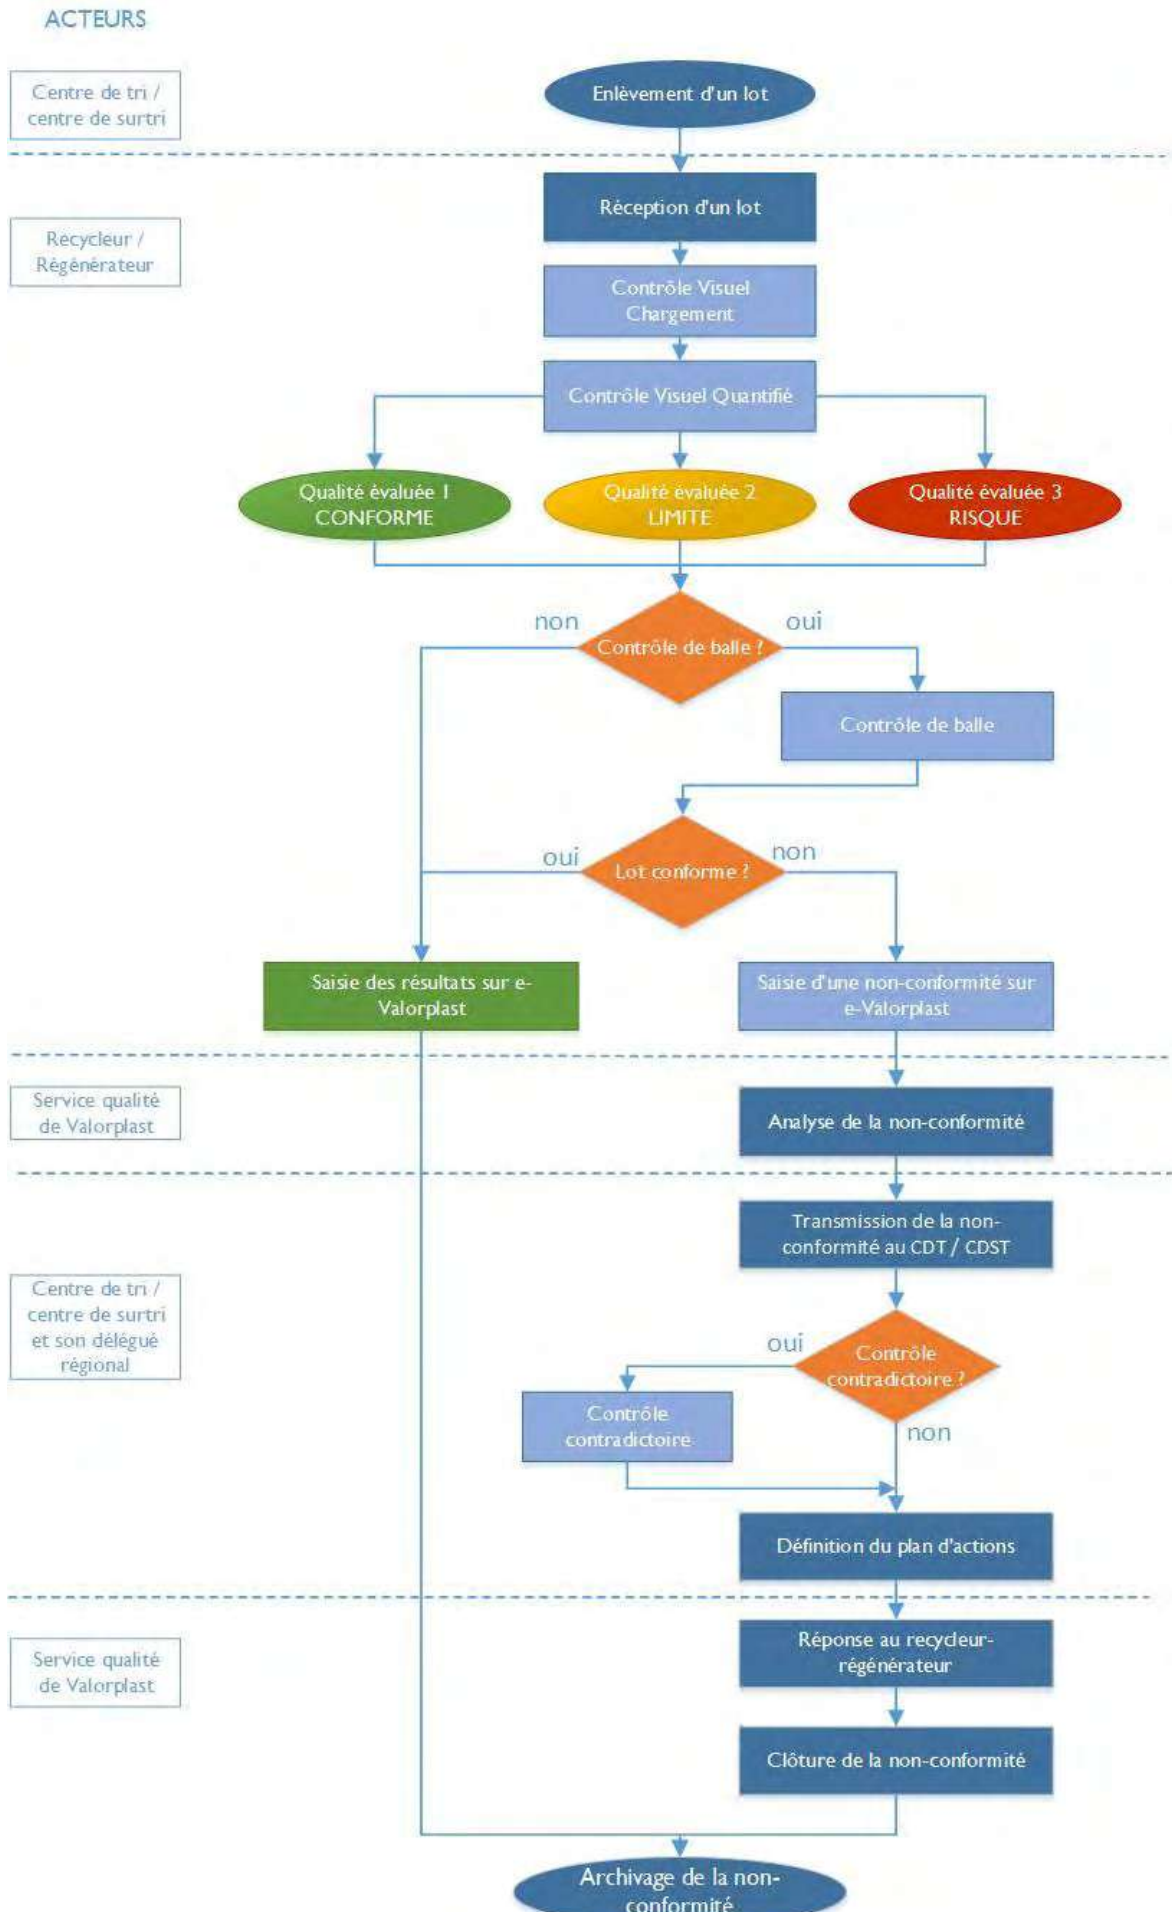 ACTEURS
Centre de tri /
centre de surtri
Enlèvement d'un lot
Recycleur /
Régénérateur
Réception d'un lot
Contrôle Visuel
Chargement
Contrôle Visuel Quantifié
Qualité évaluée 1
CONFORME
Qualité évaluée 2
LIMITE
Qualité évaluée 3
RISQUE
non
oui
Contrôle de balle ?
Contrôle de balle
oui
non
Lot conforme ?
Saisie des résultats sur e-
Valorplast
Saisie d'une non-conformité sur
e-Valorplast
Service qualité
de Valorplast
Analyse de la non-conformité
Transmission de la non-
conformité au CDT / CDST
Centre de tri /
centre de surtri
et son délégué
régional
oui
Contrôle
contradictoire ?
Contrôle
contradictoire
non
Définition du plan d'actions
Service qualité
de Valorplast
Réponse au recycleur-
régénérateur
Clôture de la non-conformité
Archivage de la non-
conformité